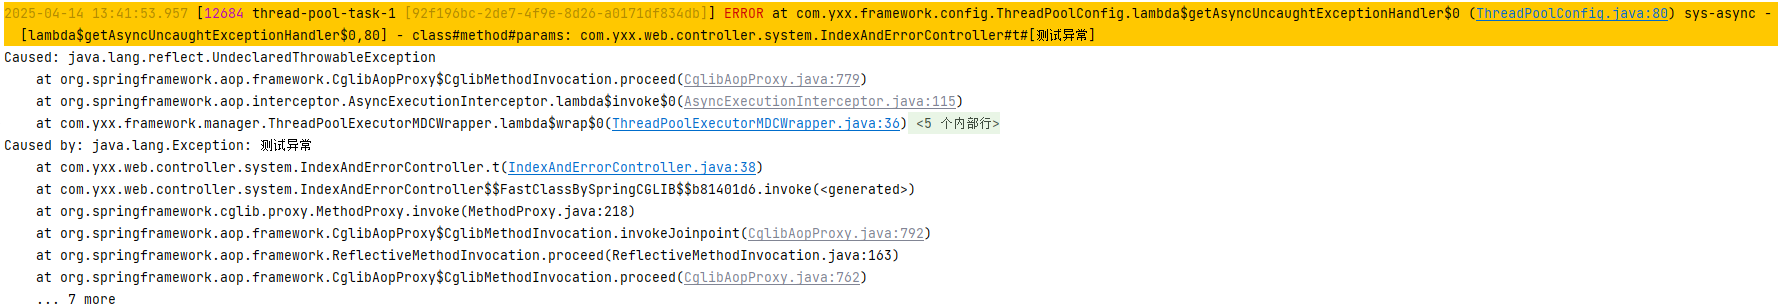 2025-04-14 13:41:53.957 [12684 thread-pool-task-1 [92f196bc-2de7-4f9e-8d26-a0171df834db]] ERROR at com.yxx.framework.config.ThreadPoolConfig.lambda$getAsyncUncaughtExceptionHandler$0 (ThreadPoolConfig.java:80) sys-async -
[lambda$getAsyncUncaughtExceptionHandler$0,80] - class#method#params: com.yxx.web.controller.system.IndexAndErrorController#t#[测试异常]
Caused: java.lang.reflect.UndeclaredThrowableException
at org.springframework.aop.framework.CglibAopProxy$CglibMethodInvocation.proceed(CglibAopProxy.java:779)
at org.springframework.aop.interceptor.AsyncExecutionInterceptor.lambda$invoke$0(AsyncExecutionInterceptor.java:115)
at com.yxx.framework.manager.ThreadPoolExecutorMDCWrapper.lambda$wrap$0(ThreadPoolExecutorMDCWrapper.java:36) <5 个内部行>
Caused by: java.lang.Exception: 测试异常
at com.yxx.web.controller.system.IndexAndErrorController.t(IndexAndErrorController.java:38)
at com.yxx.web.controller.system.IndexAndErrorController$$FastClassBySpringCGLIB$$b81401d6.invoke(<generated>)
at org.springframework.cglib.proxy.MethodProxy.invoke(MethodProxy.java:218)
at org.springframework.aop.framework.CglibAopProxy$CglibMethodInvocation.invokeJoinpoint(CglibAopProxy.java:792)
at org.springframework.aop.framework.ReflectiveMethodInvocation.proceed(ReflectiveMethodInvocation.java:163)
at org.springframework.aop.framework.CglibAopProxy$CglibMethodInvocation.proceed(CglibAopProxy.java:762)
... 7 more